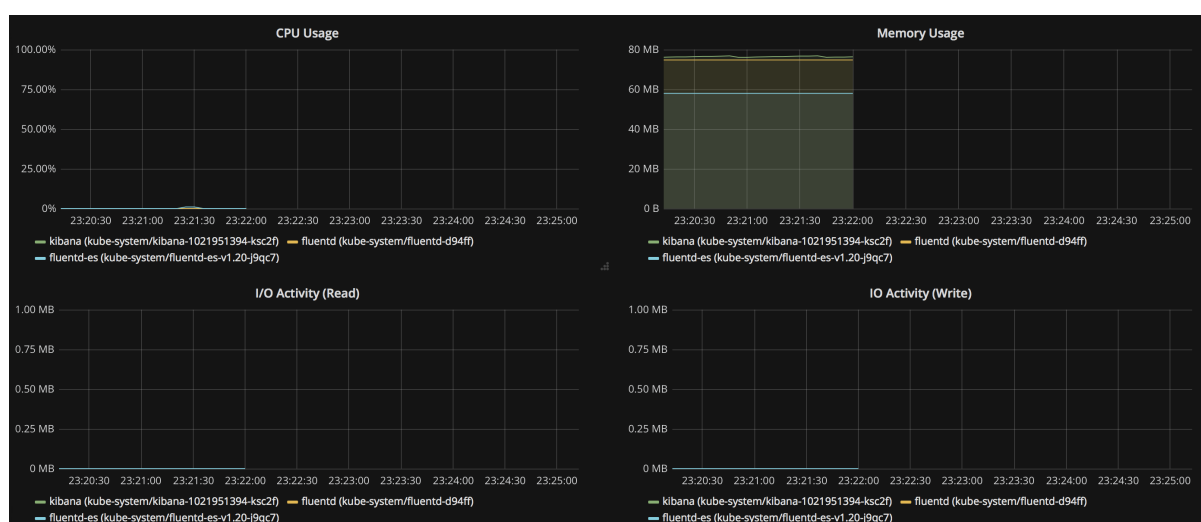 CPU Usage
100.00%
75.00%
50.00%
25.00%
0%
23:20:30 23:21:00 23:21:30 23:22:00 23:22:30 23:23:00 23:23:30 23:24:00 23:24:30 23:25:00
kibana (kube-system/kibana-1021951394-ksc2f) fluentd (kube-system/fluentd-d94ff)
fluentd-es (kube-system/fluentd-es-v1.20-j9qc7)
Memory Usage
80 MB
60 MB
40 MB
20 MB
0 B
23:20:30 23:21:00 23:21:30 23:22:00 23:22:30 23:23:00 23:23:30 23:24:00 23:24:30 23:25:00
kibana (kube-system/kibana-1021951394-ksc2f) fluentd (kube-system/fluentd-d94ff)
fluentd-es (kube-system/fluentd-es-v1.20-j9qc7)
I/O Activity (Read)
1.00 MB
0.75 MB
0.50 MB
0.25 MB
0 MB
23:20:30 23:21:00 23:21:30 23:22:00 23:22:30 23:23:00 23:23:30 23:24:00 23:24:30 23:25:00
kibana (kube-system/kibana-1021951394-ksc2f) fluentd (kube-system/fluentd-d94ff)
fluentd-es (kube-system/fluentd-es-v1.20-j9qc7)
IO Activity (Write)
1.00 MB
0.75 MB
0.50 MB
0.25 MB
0 MB
23:20:30 23:21:00 23:21:30 23:22:00 23:22:30 23:23:00 23:23:30 23:24:00 23:24:30 23:25:00
kibana (kube-system/kibana-1021951394-ksc2f) fluentd (kube-system/fluentd-d94ff)
fluentd-es (kube-system/fluentd-es-v1.20-j9qc7)